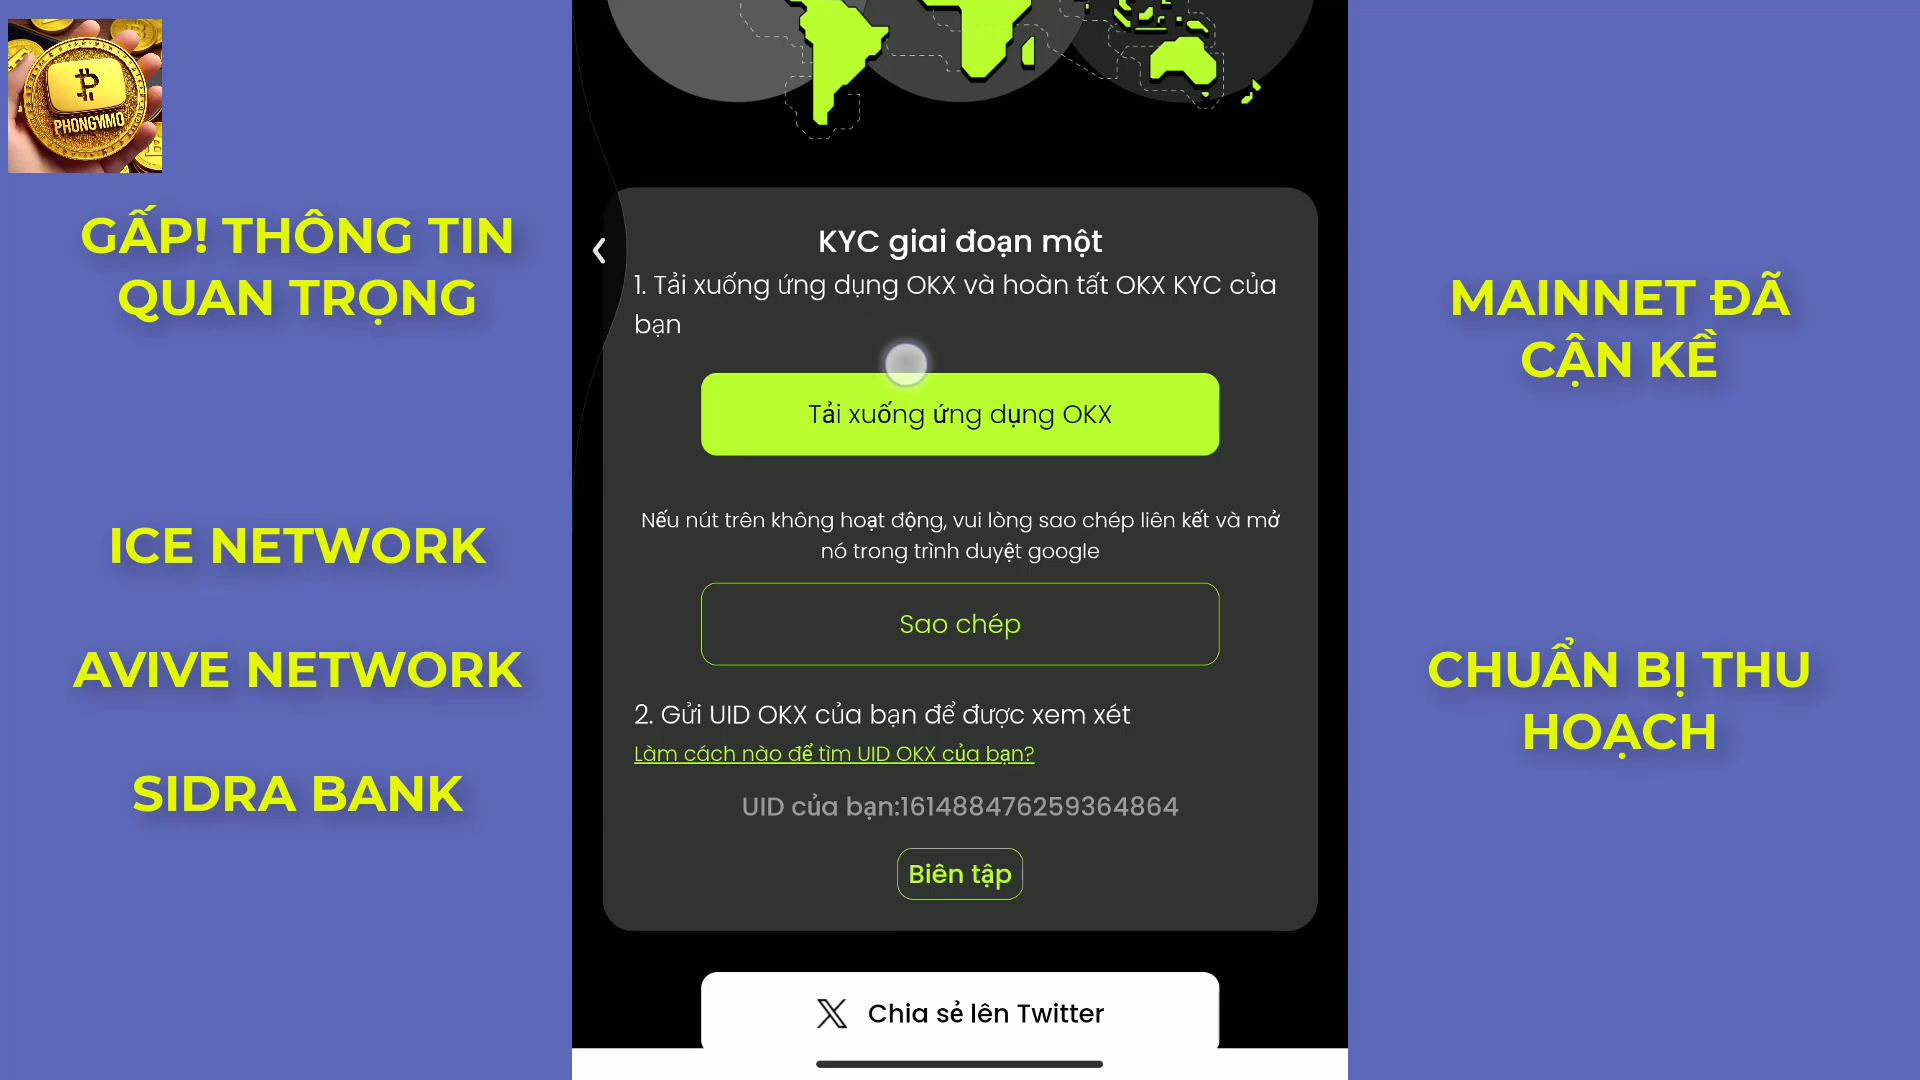 PHONGVMMO
GẤP! THÔNG TIN
QUAN TRỌNG
ICE NETWORK
AVIVE NETWORK
SIDRA BANK
KYC giai đoạn một
1. Tải xuống ứng dụng OKX và hoàn tất OKX KYC của
bạn
Tải xuống ứng dụng OKX
Nếu nút trên không hoạt động, vui lòng sao chép liên kết và mở
nó trong trình duyệt google
Sao chép
2. Gửi UID OKX của bạn để được xem xét
Làm cách nào để tìm UID OKX của bạn?
UID của bạn:161488476259364864
Biên tập
Chia sẻ lên Twitter
MAINNET ĐÃ
CẬN KỀ
CHUẨN BỊ THU
HOẠCH